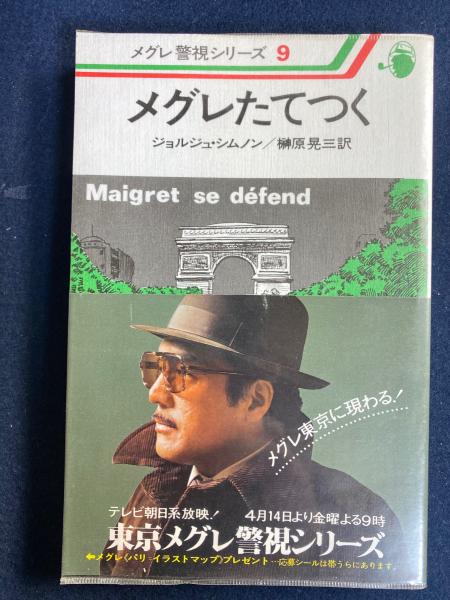 メグレ警視シリーズ 9
メグレたてつく
ジョルジュ・シムノン／榊原晃三訳
Maigret se défend
メグレ東京に現わる！
テレビ朝日系放映！ 4月14日より金曜よる9時
東京メグレ警視シリーズ
⬅メグレ〈パリ-イラストマップ〉プレゼント…応募シールは帯うらにあります。